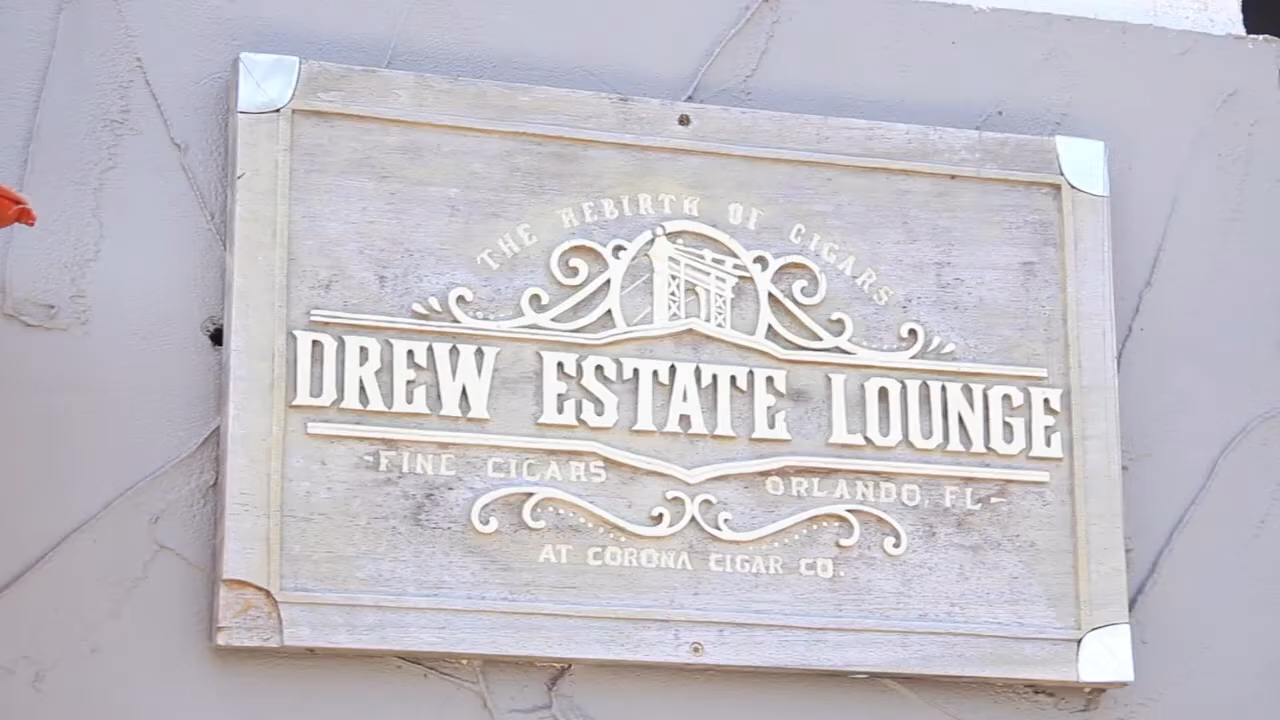 THE REBIRTH OF CIGARS
DREW ESTATE LOUNGE
-FINE CIGARS ORLANDO, FL-
AT CORONA CIGAR CO.